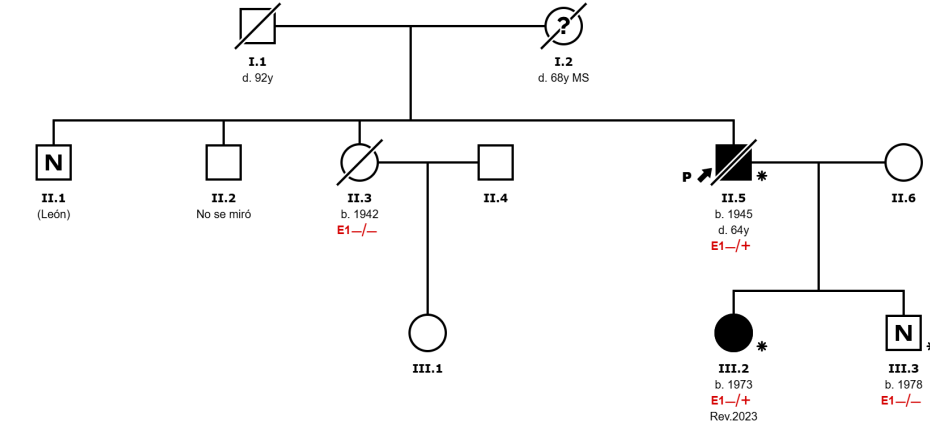 ?
I.1
I.2
d. 92y
d. 68y MS
N
P
*
II.1
II.2
II.3
II.4
II.5
II.6
(León)
No se miró
b. 1942
b. 1945
E1—/—
d. 64y
E1—/+
N
*
*
III.1
III.2
III.3
b. 1973
b. 1978
E1—/+
E1—/—
Rev.2023